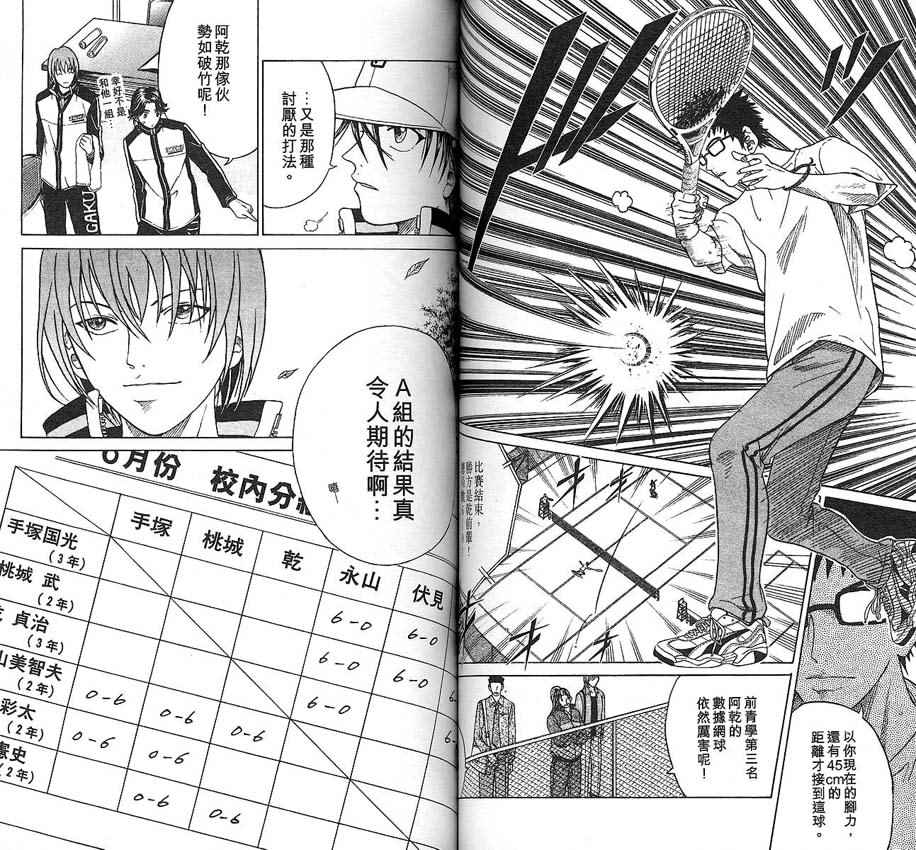 以你現在的腳力，
還有45cm的
距離才接到這球。
比賽結束，
勝方是乾前輩！
前青學第三名
阿乾的
數據網球
依然厲害呢！
…又是那種
討厭的打法。
阿乾那傢伙
勢如破竹呢！
幸好不是
和他一組…
GAKU
A組的結果真
令人期待啊…
6月份 校內分組
手塚 桃城 乾 永山 伏見
手塚国光
(3年)
6-0 6-0
桃城 武
(2年)
6-0 6-0
貞治
(3年)
6-0 6-0
山美智夫
(2年)
0-6 0-6 0-6
彩太
(2年)
0-6 0-6 0-6
憲史
(2年)
0-6 0-6